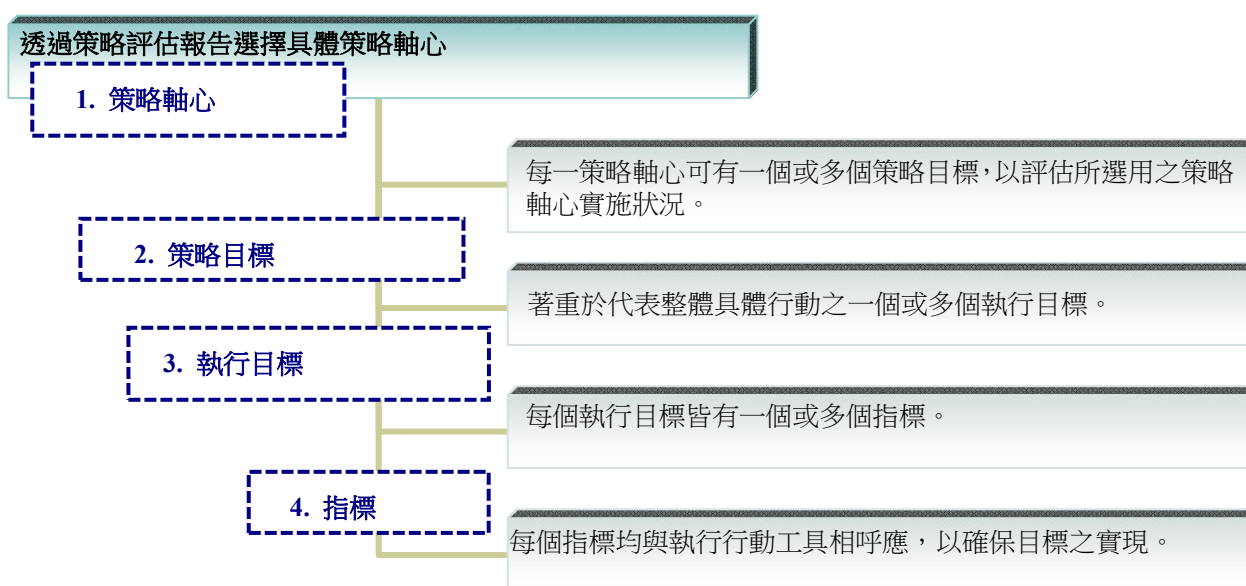 透過策略評估報告選擇具體策略軸心
1. 策略軸心
每一策略軸心可有一個或多個策略目標，以評估所選用之策略
軸心實施狀況。
2. 策略目標
著重於代表整體具體行動之一個或多個執行目標。
3. 執行目標
每個執行目標皆有一個或多個指標。
4. 指標
每個指標均與執行行動工具相呼應，以確保目標之實現。